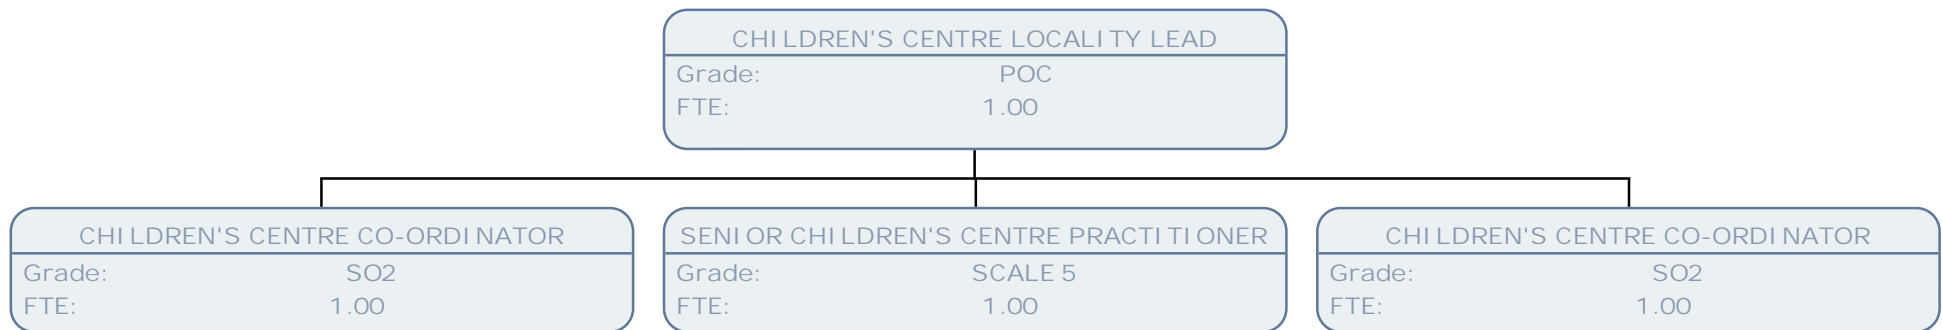 CHILDREN'S CENTRE LOCALITY LEAD
Grade: POC
FTE: 1.00
CHILDREN'S CENTRE CO-ORDINATOR
Grade: SO2
FTE: 1.00
SENIOR CHILDREN'S CENTRE PRACTITIONER
Grade: SCALE 5
FTE: 1.00
CHILDREN'S CENTRE CO-ORDINATOR
Grade: SO2
FTE: 1.00